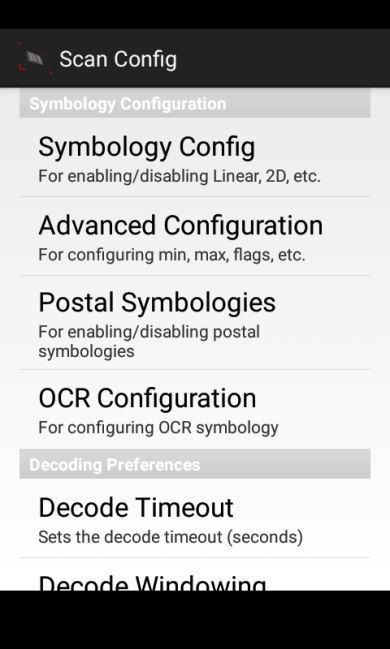 Scan Config
Symbology Configuration
Symbology Config
For enabling/disabling Linear, 2D, etc.
Advanced Configuration
For configuring min, max, flags, etc.
Postal Symbologies
For enabling/disabling postal
symbologies
OCR Configuration
For configuring OCR symbology
Decoding Preferences
Decode Timeout
Sets the decode timeout (seconds)
Decode Windowing